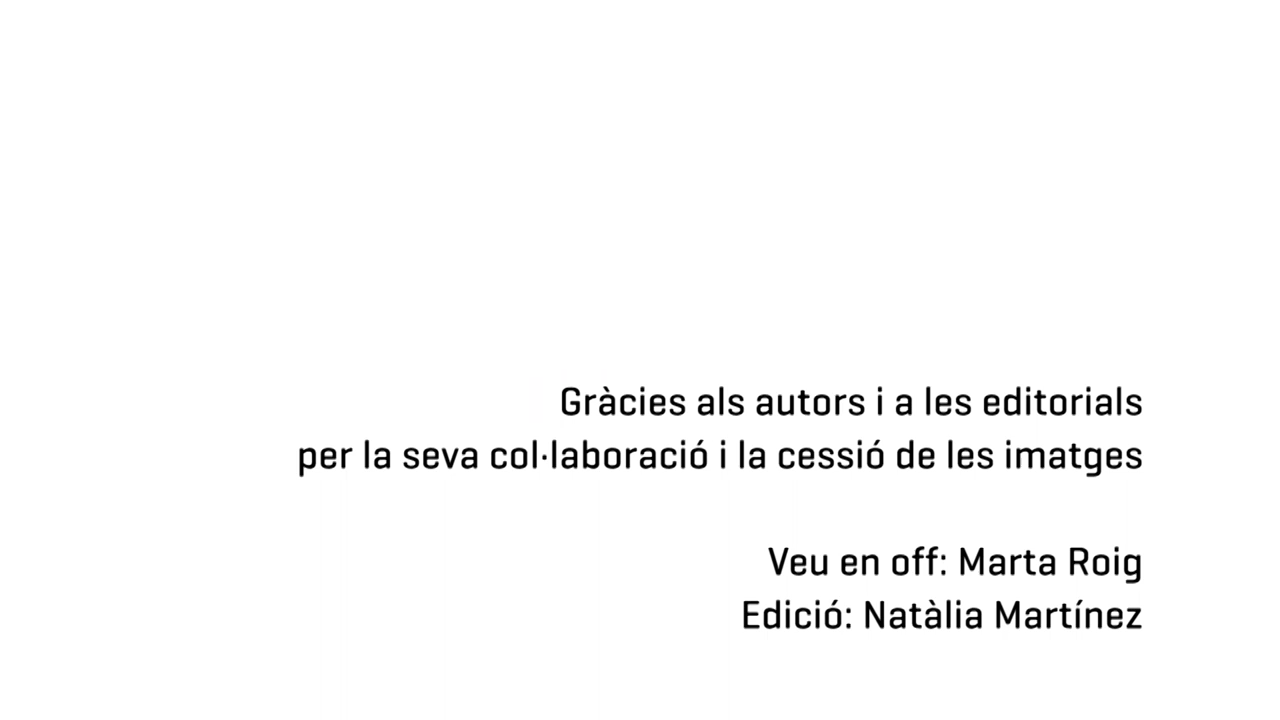 Gràcies als autors i a les editorials
per la seva col·laboració i la cessió de les imatges
Veu en off: Marta Roig
Edició: Natàlia Martínez